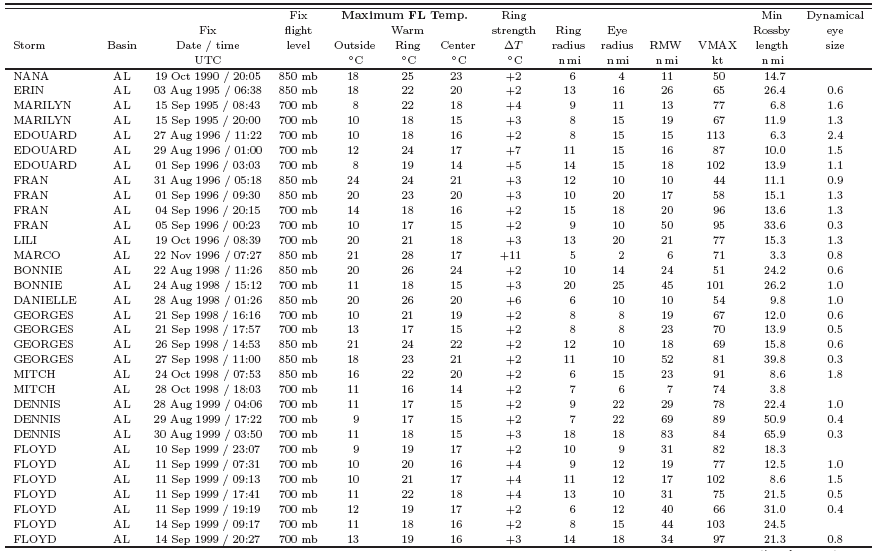 Fix Maximum FL Temp. Ring Min Dynamical
Fix flight Warm strength Ring Eye Rossby eye
Storm Basin Date / time level Outside Ring Center ΔT radius radius RMW VMAX length size
UTC °C °C °C °C n mi n mi n mi kt n mi
NANA AL 19 Oct 1990 / 20:05 850 mb 18 25 23 +2 6 4 11 50 14.7
ERIN AL 03 Aug 1995 / 06:38 850 mb 18 22 20 +2 13 16 26 65 26.4 0.6
MARILYN AL 15 Sep 1995 / 08:43 700 mb 8 22 18 +4 9 11 13 77 6.8 1.6
MARILYN AL 15 Sep 1995 / 20:00 700 mb 10 18 15 +3 8 15 19 67 11.9 1.3
EDOUARD AL 27 Aug 1996 / 11:22 700 mb 10 18 16 +2 8 15 15 113 6.3 2.4
EDOUARD AL 29 Aug 1996 / 01:00 700 mb 12 24 17 +7 11 15 16 87 10.0 1.5
EDOUARD AL 01 Sep 1996 / 03:03 700 mb 8 19 14 +5 14 15 18 102 13.9 1.1
FRAN AL 31 Aug 1996 / 05:18 850 mb 24 24 21 +3 12 10 10 44 11.1 0.9
FRAN AL 01 Sep 1996 / 09:30 850 mb 20 23 20 +3 10 20 17 58 15.1 1.3
FRAN AL 04 Sep 1996 / 20:15 700 mb 14 18 16 +2 15 18 20 96 13.6 1.3
FRAN AL 05 Sep 1996 / 00:23 700 mb 10 17 15 +2 9 10 50 95 33.6 0.3
LILI AL 19 Oct 1996 / 08:39 700 mb 20 21 18 +3 13 20 21 77 15.3 1.3
MARCO AL 22 Nov 1996 / 07:27 850 mb 21 28 17 +11 5 2 6 71 3.3 0.8
BONNIE AL 22 Aug 1998 / 11:26 850 mb 20 26 24 +2 10 14 24 51 24.2 0.6
BONNIE AL 24 Aug 1998 / 15:12 700 mb 11 18 15 +3 20 25 45 101 26.2 1.0
DANIELLE AL 28 Aug 1998 / 01:26 850 mb 20 26 20 +6 6 10 10 54 9.8 1.0
GEORGES AL 21 Sep 1998 / 16:16 700 mb 10 21 19 +2 8 8 19 67 12.0 0.6
GEORGES AL 21 Sep 1998 / 17:57 700 mb 13 17 15 +2 8 8 23 70 13.9 0.5
GEORGES AL 26 Sep 1998 / 14:53 850 mb 21 24 22 +2 12 10 18 69 15.8 0.6
GEORGES AL 27 Sep 1998 / 11:00 850 mb 18 23 21 +2 11 10 52 81 39.8 0.3
MITCH AL 24 Oct 1998 / 07:53 850 mb 16 22 20 +2 6 15 23 91 8.6 1.8
MITCH AL 28 Oct 1998 / 18:03 700 mb 11 16 14 +2 7 6 7 74 3.8
DENNIS AL 28 Aug 1999 / 04:06 700 mb 11 17 15 +2 9 22 29 78 22.4 1.0
DENNIS AL 29 Aug 1999 / 17:22 700 mb 9 17 15 +2 7 22 69 89 50.9 0.4
DENNIS AL 30 Aug 1999 / 03:50 700 mb 11 18 15 +3 18 18 83 84 65.9 0.3
FLOYD AL 10 Sep 1999 / 23:07 700 mb 9 19 17 +2 10 9 31 82 18.3
FLOYD AL 11 Sep 1999 / 07:31 700 mb 10 20 16 +4 9 12 19 77 12.5 1.0
FLOYD AL 11 Sep 1999 / 09:13 700 mb 10 21 17 +4 11 12 17 102 8.6 1.5
FLOYD AL 11 Sep 1999 / 17:41 700 mb 11 22 18 +4 13 10 31 75 21.5 0.5
FLOYD AL 11 Sep 1999 / 19:19 700 mb 12 19 17 +2 6 12 40 66 31.0 0.4
FLOYD AL 14 Sep 1999 / 09:17 700 mb 11 18 16 +2 8 15 44 103 24.5
FLOYD AL 14 Sep 1999 / 20:27 700 mb 13 19 16 +3 14 18 34 97 21.3 0.8